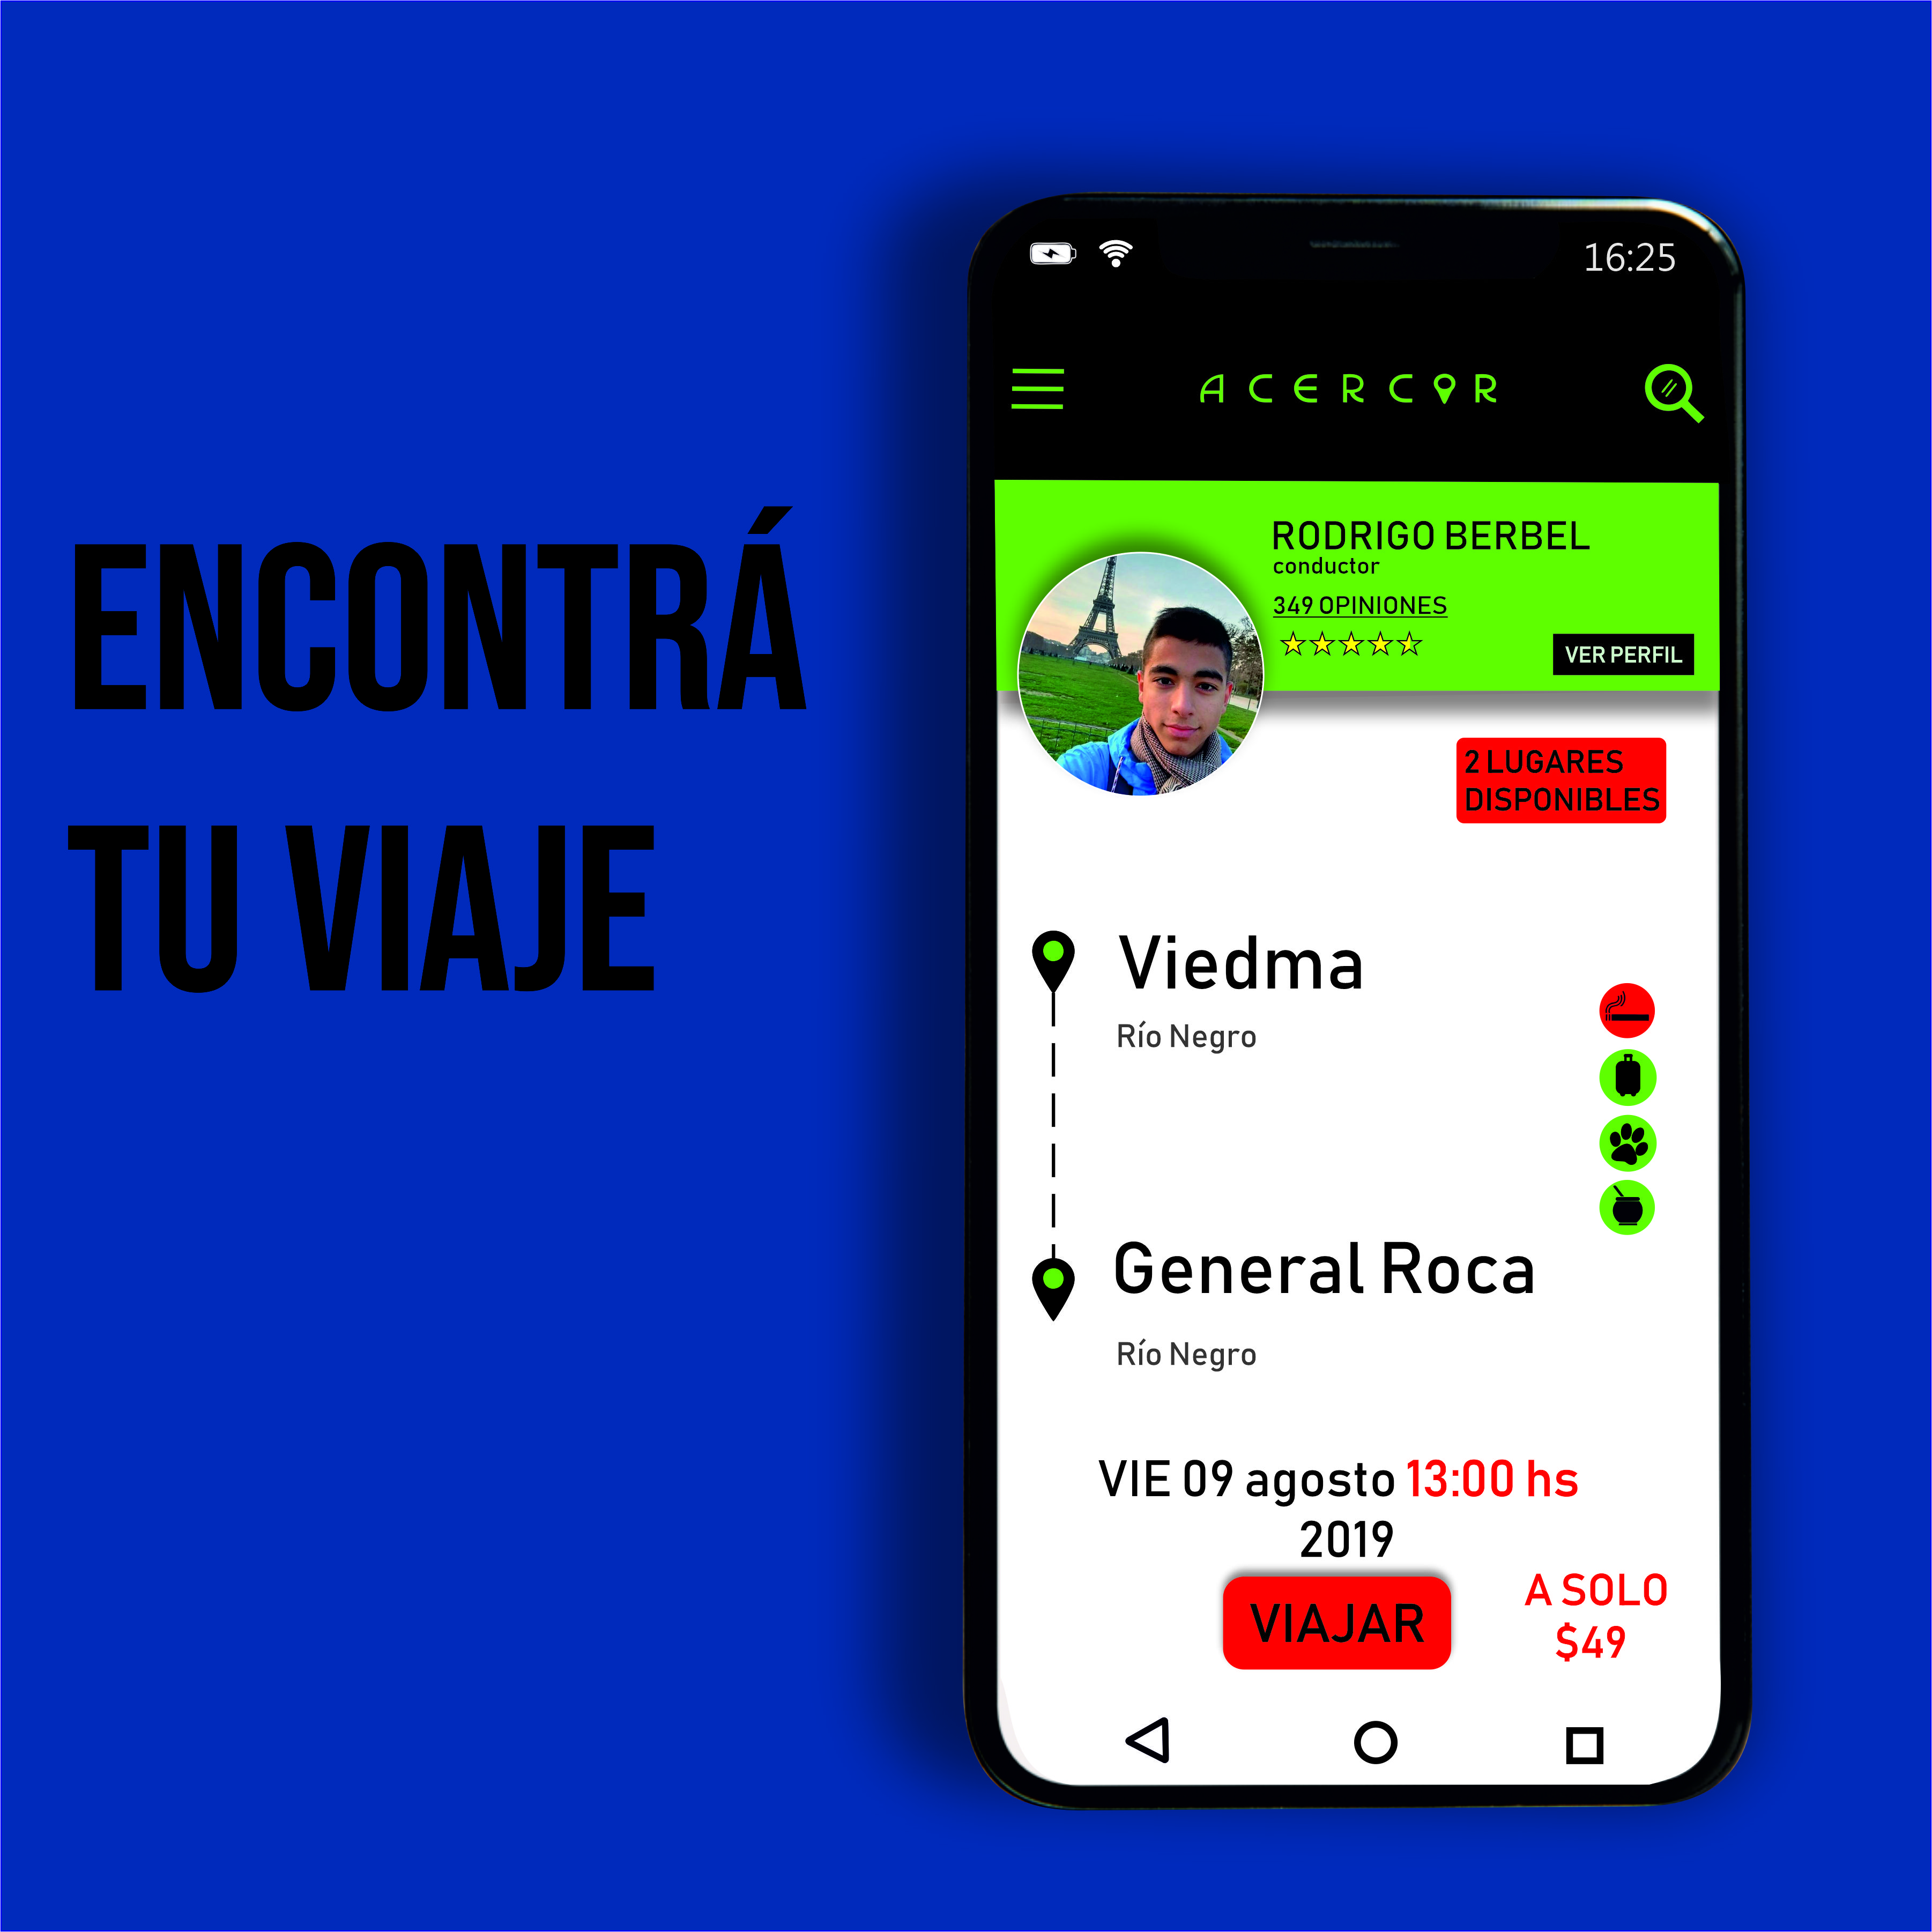 ENCONTRÁ
TU VIAJE
16:25
ACERCOR
RODRIGO BERBEL
conductor
349 OPINIONES
VER PERFIL
2 LUGARES
DISPONIBLES
Viedma
Río Negro
General Roca
Río Negro
VIE 09 agosto 13:00 hs
2019
VIAJAR
A SOLO
$49